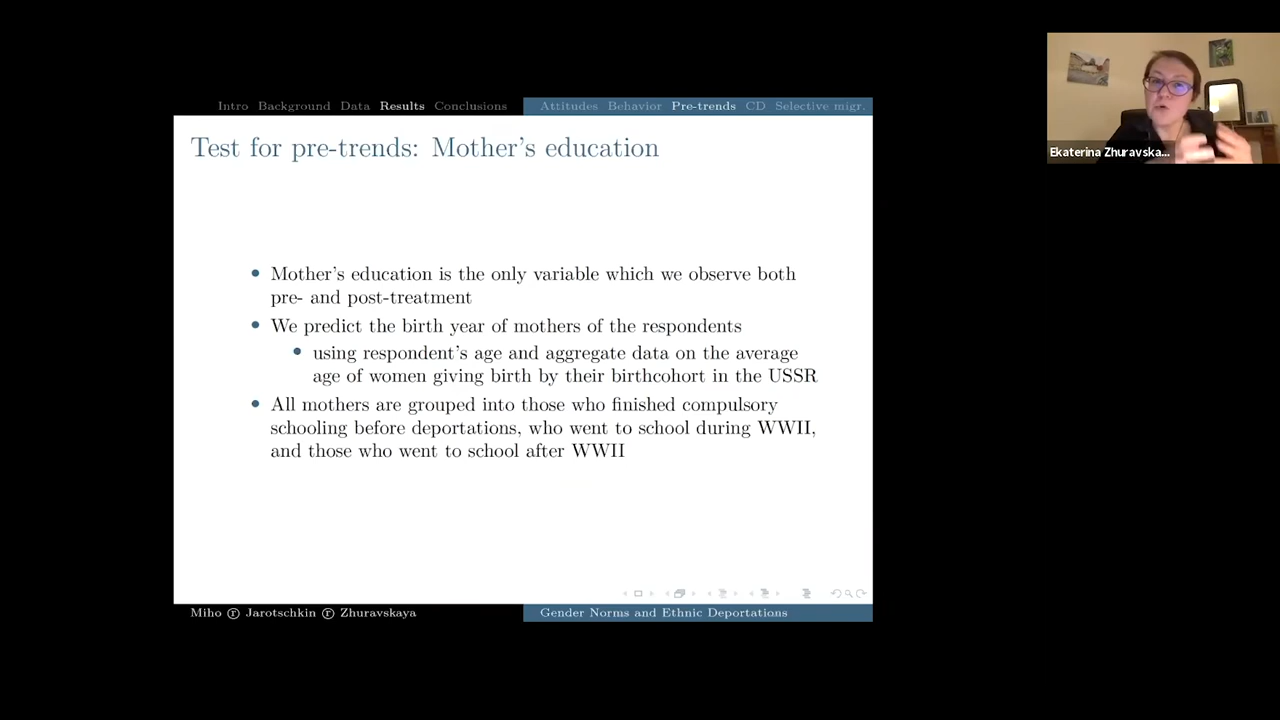 Intro Background Data Results Conclusions
Attitudes Behavior Pre-trends CD Selective migr.
Test for pre-trends: Mother's education
Ekaterina Zhuravska...
• Mother's education is the only variable which we observe both
pre- and post-treatment
• We predict the birth year of mothers of the respondents
• using respondent's age and aggregate data on the average
age of women giving birth by their birthcohort in the USSR
• All mothers are grouped into those who finished compulsory
schooling before deportations, who went to school during WWII,
and those who went to school after WWII
Miho ⓡ Jarotschkin ⓡ Zhuravskaya
Gender Norms and Ethnic Deportations